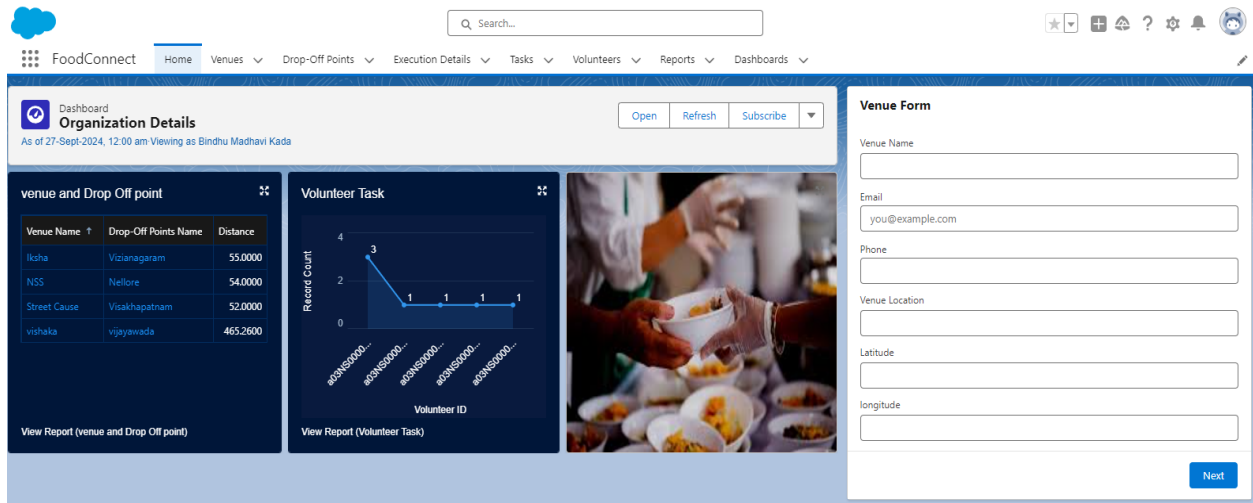 Search...
FoodConnect Home Venues Drop-Off Points Execution Details Tasks Volunteers Reports Dashboards
Dashboard
Organization Details
As of 27-Sept-2024, 12:00 am·Viewing as Bindhu Madhavi Kada
Open Refresh Subscribe
venue and Drop Off point
Venue Name ↑ Drop-Off Points Name Distance
Iksha Vizianagaram 55.0000
NSS Nellore 54.0000
Street Cause Visakhapatnam 52.0000
vishaka vijayawada 465.2600
View Report (venue and Drop Off point)
Volunteer Task
Record Count
4
2
0
3 1 1 1 1
a03NS0000... a03NS0000... a03NS0000... a03NS0000... a03NS0000...
Volunteer ID
View Report (Volunteer Task)
Venue Form
Venue Name
Email
you@example.com
Phone
Venue Location
Latitude
longitude
Next